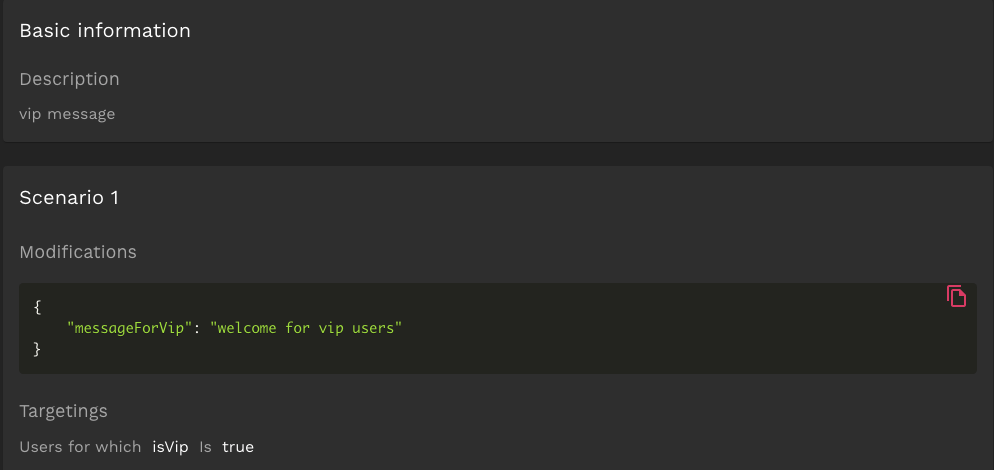 Basic information
Description
vip message
Scenario 1
Modifications
{
    "messageForVip": "welcome for vip users"
}
Targetings
Users for which isVip Is true